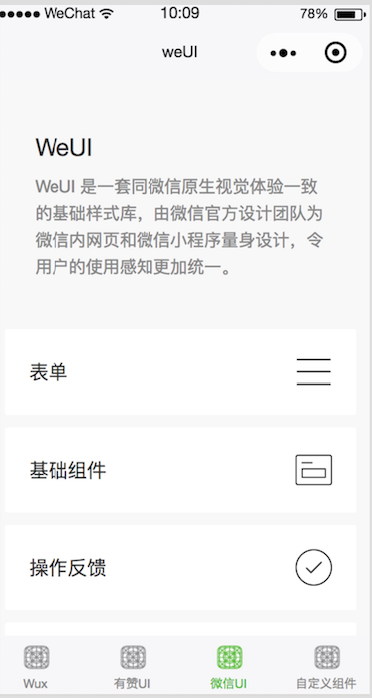 WeChat 10:09 78%
weUI
WeUI
WeUI 是一套同微信原生视觉体验一致
的基础样式库，由微信官方设计团队为
微信内网页和微信小程序量身设计，令
用户的使用感知更加统一。
表单
基础组件
操作反馈
Wux 有赞UI 微信UI 自定义组件